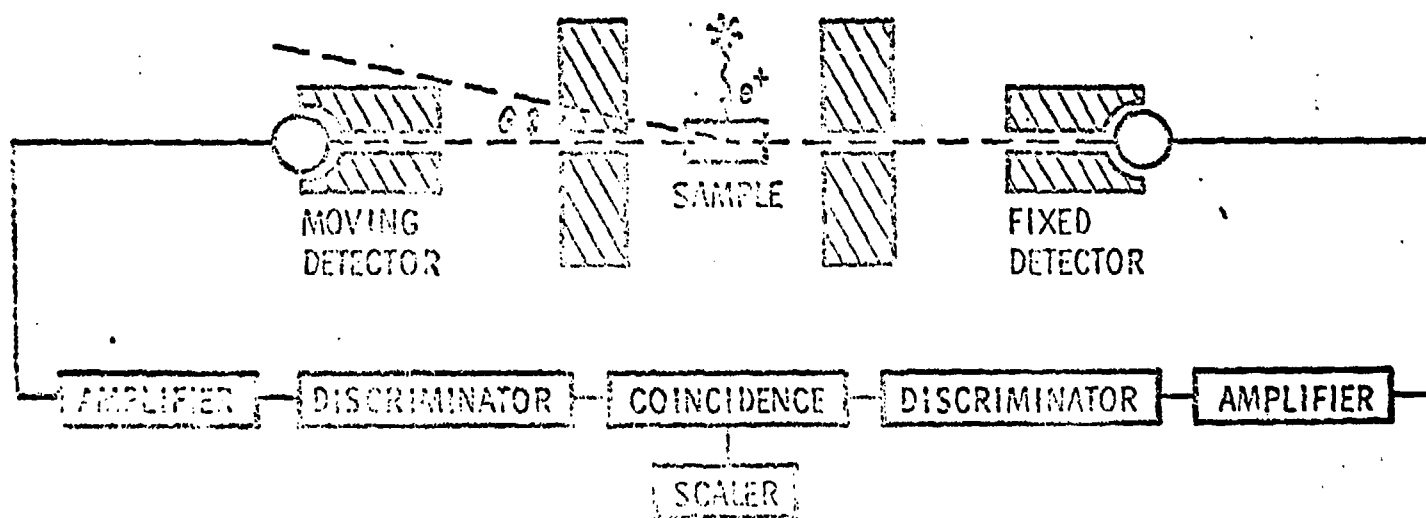 e+
θ
SAMPLE
MOVING
DETECTOR
FIXED
DETECTOR
AMPLIFIER
DISCRIMINATOR
COINCIDENCE
DISCRIMINATOR
AMPLIFIER
SCALER